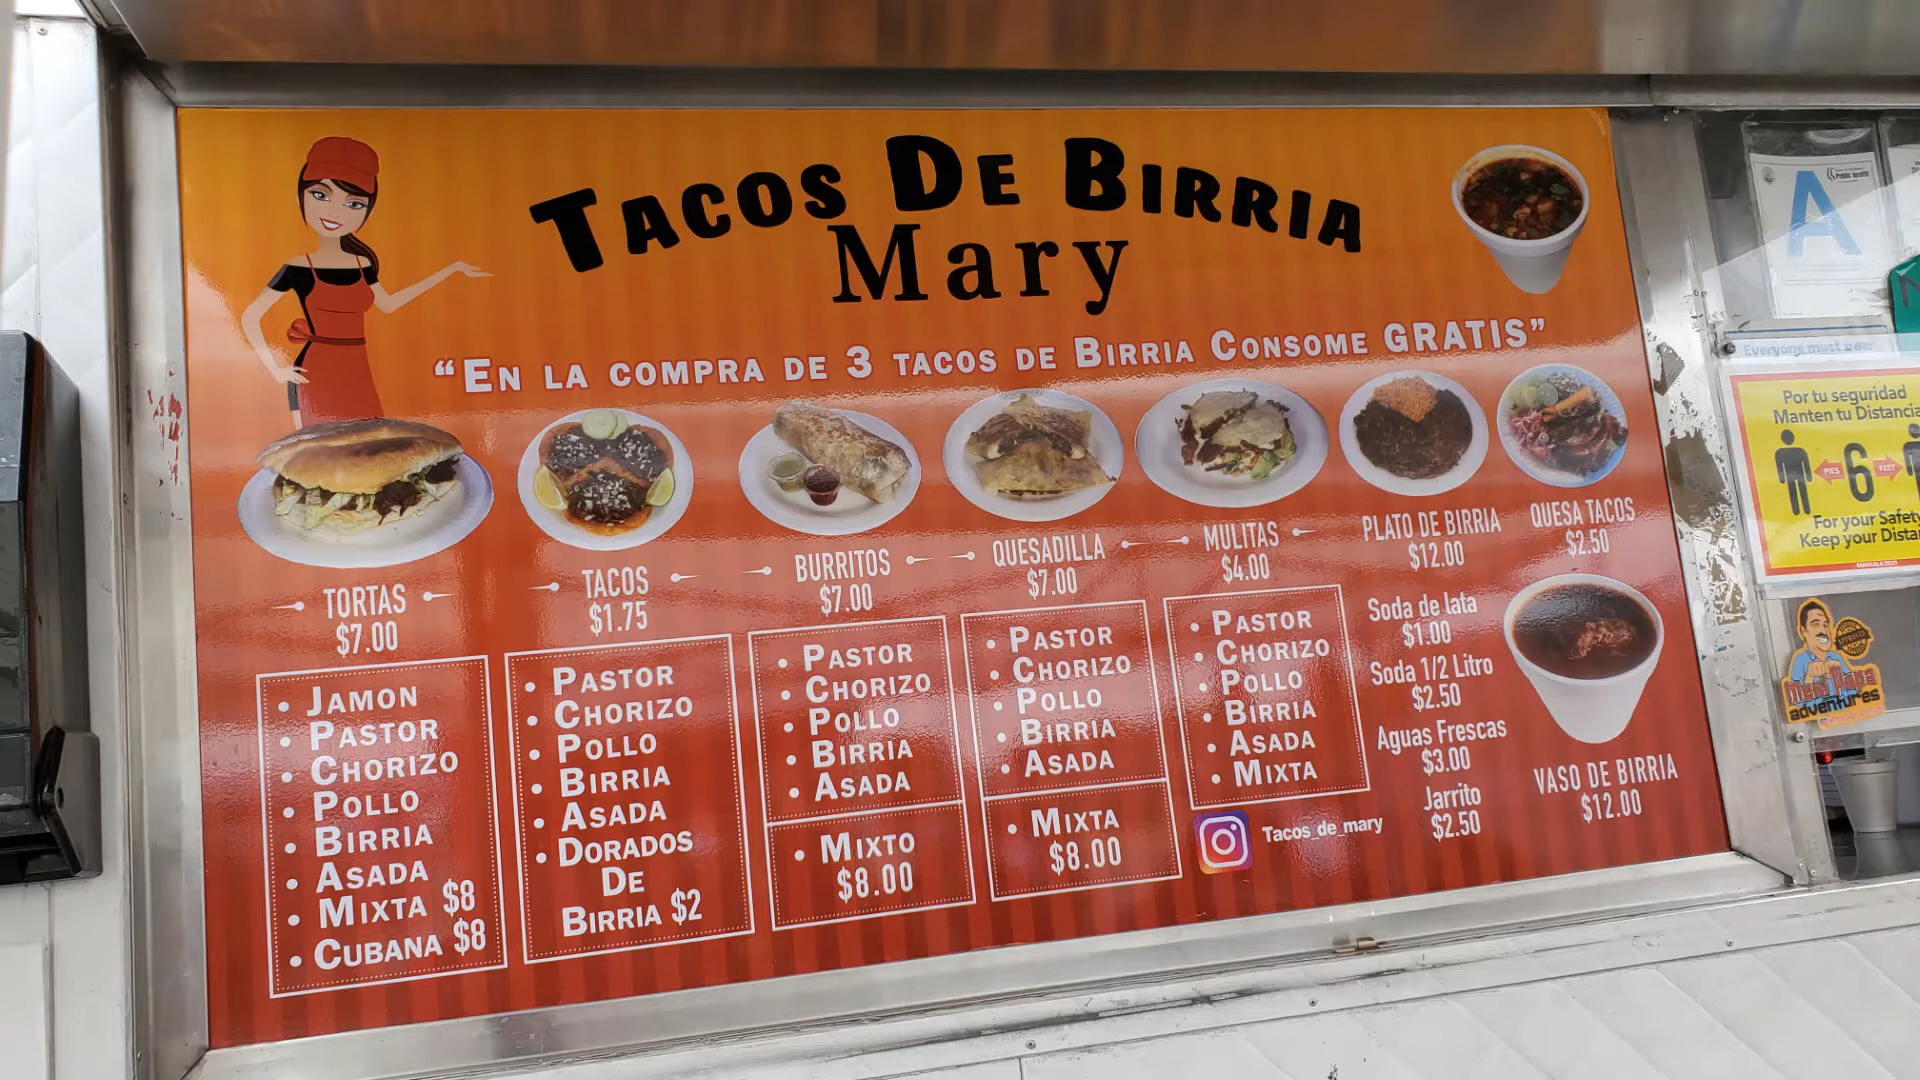 TACOS DE BIRRIA
Mary
"EN LA COMPRA DE 3 TACOS DE BIRRIA CONSOME GRATIS"
TORTAS
$7.00
• JAMON
• PASTOR
• CHORIZO
• POLLO
• BIRRIA
• ASADA
• MIXTA $8
• CUBANA $8
TACOS
$1.75
• PASTOR
• CHORIZO
• POLLO
• BIRRIA
• ASADA
• DORADOS
DE
BIRRIA $2
BURRITOS
$7.00
• PASTOR
• CHORIZO
• POLLO
• BIRRIA
• ASADA
• MIXTO
$8.00
QUESADILLA
$7.00
• PASTOR
• CHORIZO
• POLLO
• BIRRIA
• ASADA
• MIXTA
$8.00
MULITAS
$4.00
• PASTOR
• CHORIZO
• POLLO
• BIRRIA
• ASADA
• MIXTA
Tacos_de_mary
PLATO DE BIRRIA
$12.00
QUESA TACOS
$2.50
Soda de lata
$1.00
Soda 1/2 Litro
$2.50
Aguas Frescas
$3.00
Jarrito
$2.50
VASO DE BIRRIA
$12.00
Public Health
A
Everyone must wear
Por tu seguridad
Manten tu Distancia
PIES 6 FEET
For your Safety
Keep your
APPROVED
adventures